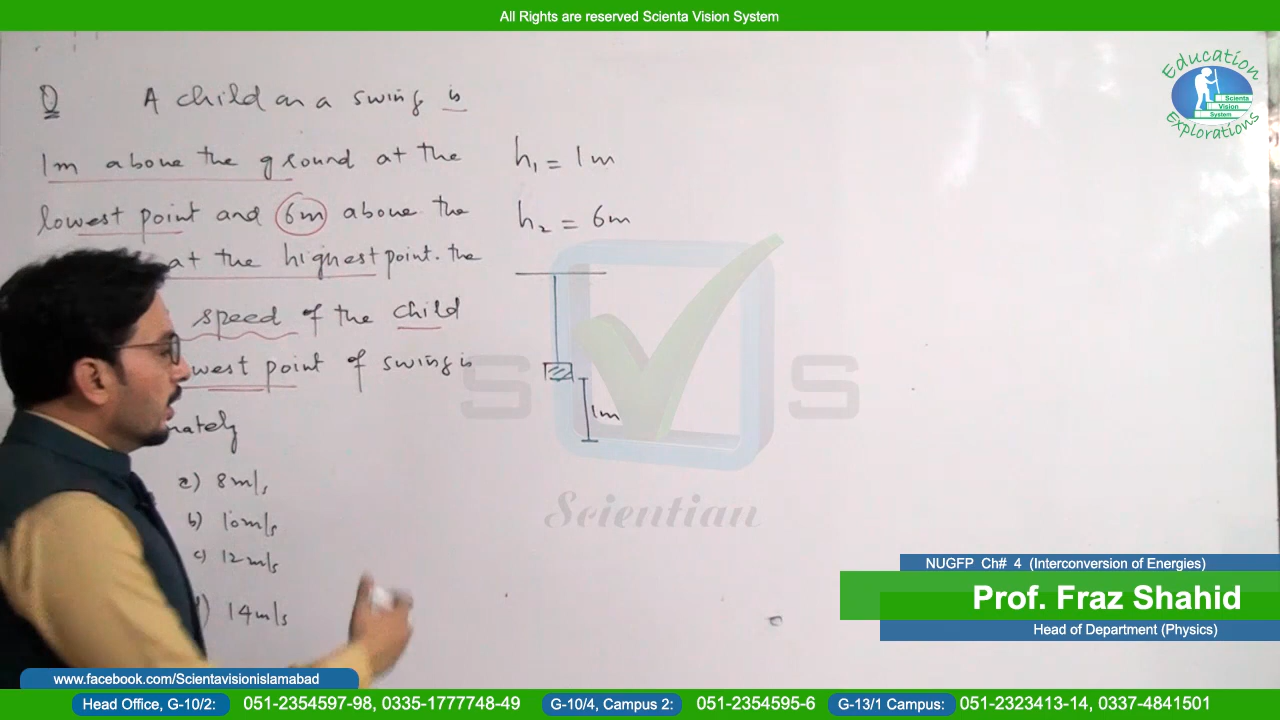 All Rights are reserved Scienta Vision System
Education
Scienta
Vision
System
Explorations
Q A child on a swing is
1m above the ground at the
lowest point and 6m above the
at the highest point. the
speed of the child
west point of swing is
mately
a) 8m/s
b) 10m/s
c) 12m/s
d) 14m/s
h₁ = 1m
h₂ = 6m
1m
S S
Scientian
NUGFP Ch# 4 (Interconversion of Energies)
Prof. Fraz Shahid
Head of Department (Physics)
www.facebook.com/Scientavisionislamabad
Head Office, G-10/2: 051-2354597-98, 0335-1777748-49 G-10/4, Campus 2: 051-2354595-6 G-13/1 Campus: 051-2323413-14, 0337-4841501